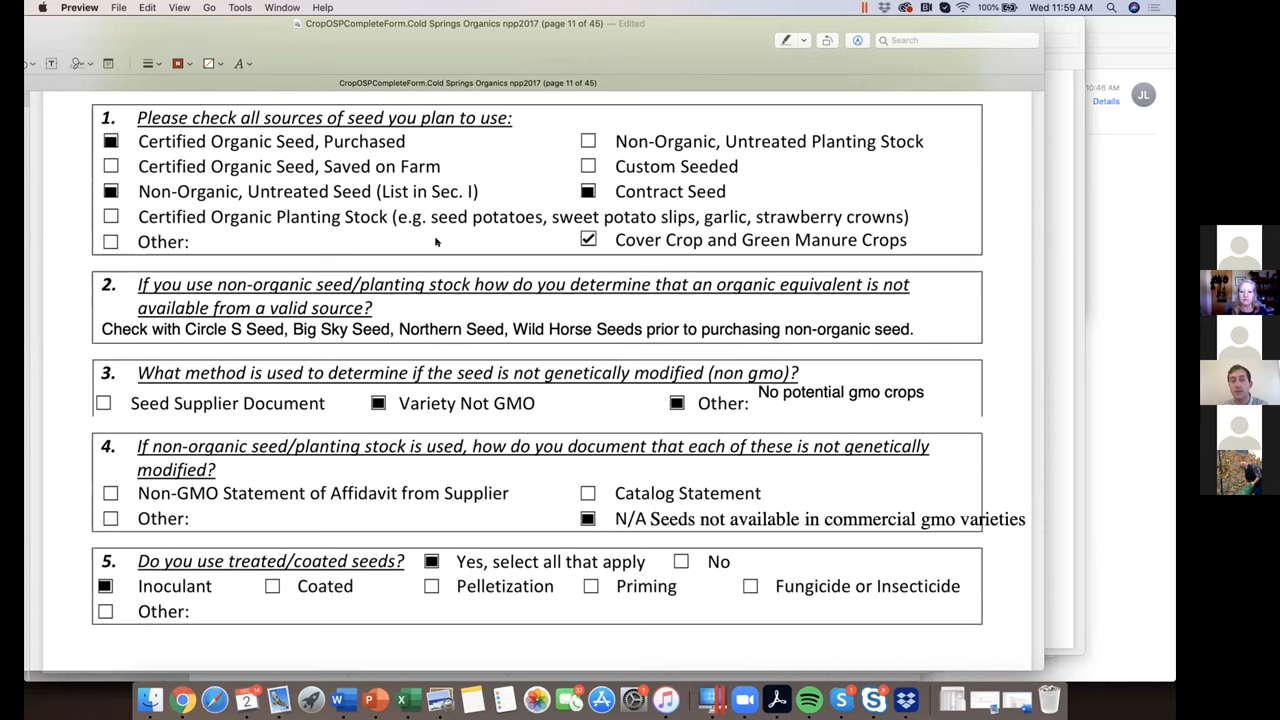 Preview File Edit View Go Tools Window Help 100% Wed 11:59 AM
CropOSPCompleteForm.Cold Springs Organics npp2017 (page 11 of 45) — Edited
Search
CropOSPCompleteForm.Cold Springs Organics npp2017 (page 11 of 45)
10:46 AM
Details
JL
1. Please check all sources of seed you plan to use:
Certified Organic Seed, Purchased Non-Organic, Untreated Planting Stock
Certified Organic Seed, Saved on Farm Custom Seeded
Non-Organic, Untreated Seed (List in Sec. I) Contract Seed
Certified Organic Planting Stock (e.g. seed potatoes, sweet potato slips, garlic, strawberry crowns)
Other: Cover Crop and Green Manure Crops
2. If you use non-organic seed/planting stock how do you determine that an organic equivalent is not
available from a valid source?
Check with Circle S Seed, Big Sky Seed, Northern Seed, Wild Horse Seeds prior to purchasing non-organic seed.
3. What method is used to determine if the seed is not genetically modified (non gmo)?
Seed Supplier Document Variety Not GMO Other: No potential gmo crops
4. If non-organic seed/planting stock is used, how do you document that each of these is not genetically
modified?
Non-GMO Statement of Affidavit from Supplier Catalog Statement
Other: N/A Seeds not available in commercial gmo varieties
5. Do you use treated/coated seeds? Yes, select all that apply No
Inoculant Coated Pelletization Priming Fungicide or Insecticide
Other: